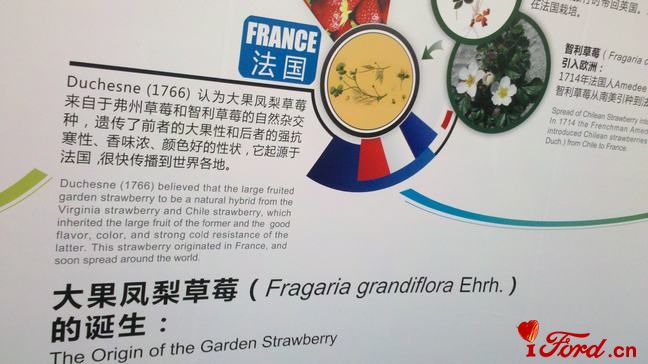 行时带回英国。
在法国栽培。
FRANCE
法国
智利草莓 (Fragaria
引入欧洲：
1714年法国人Amedee
智利草莓从南美引种到法
Spread of Chilean Strawberry into
In 1714 the Frenchman Amed
introduced Chilean strawberries
Duch.) from Chile to France.
Duchesne (1766) 认为大果凤梨草莓
来自于弗州草莓和智利草莓的自然杂交
种，遗传了前者的大果性和后者的强抗
寒性、香味浓、颜色好的性状，它起源于
法国，很快传播到世界各地。
Duchesne (1766) believed that the large fruited
garden strawberry to be a natural hybrid from the
Virginia strawberry and Chile strawberry, which
inherited the large fruit of the former and the good
flavor, color, and strong cold resistance of the
latter. This strawberry originated in France, and
soon spread around the world.
大果凤梨草莓 ( Fragaria grandiflora Ehrh. )
的诞生：
The Origin of the Garden Strawberry
iFord.cn